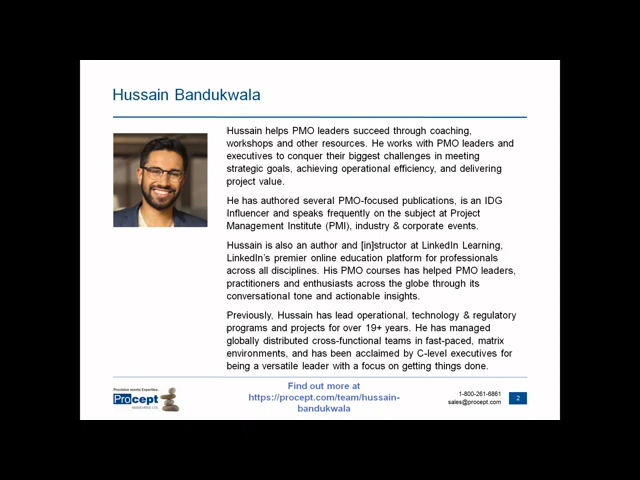 Hussain Bandukwala
Hussain helps PMO leaders succeed through coaching,
workshops and other resources. He works with PMO leaders and
executives to conquer their biggest challenges in meeting
strategic goals, achieving operational efficiency, and delivering
project value.
He has authored several PMO-focused publications, is an IDG
Influencer and speaks frequently on the subject at Project
Management Institute (PMI), industry & corporate events.
Hussain is also an author and [in]structor at LinkedIn Learning,
LinkedIn's premier online education platform for professionals
across all disciplines. His PMO courses has helped PMO leaders,
practitioners and enthusiasts across the globe through its
conversational tone and actionable insights.
Previously, Hussain has lead operational, technology & regulatory
programs and projects for over 19+ years. He has managed
globally distributed cross-functional teams in fast-paced, matrix
environments, and has been acclaimed by C-level executives for
being a versatile leader with a focus on getting things done.
Precision meets Expertise.
Procept
ASSOCIATES LTD.
Find out more at
https://procept.com/team/hussain-
bandukwala
1-800-261-6861
sales@procept.com
2